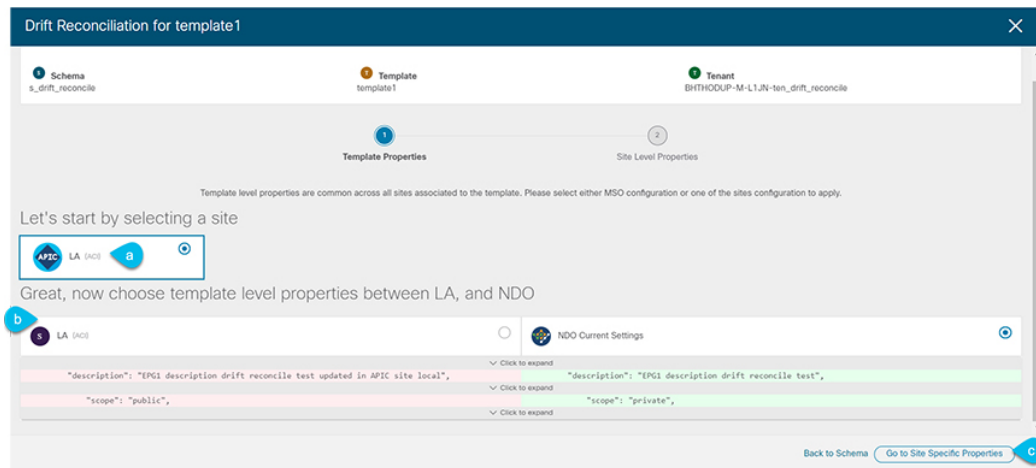 Drift Reconciliation for template1
S Schema
s_drift_reconcile
T Template
template1
T Tenant
BHTHODUP-M-L1JN-ten_drift_reconcile
1
Template Properties
2
Site Level Properties
Template level properties are common across all sites associated to the template. Please select either MSO configuration or one of the sites configuration to apply.
Let's start by selecting a site
APIC LA [ACI] a
Great, now choose template level properties between LA, and NDO
b
S LA [ACI]
NDO Current Settings
Click to expand
"description": "EPG1 description drift reconcile test updated in APIC site local",
"description": "EPG1 description drift reconcile test",
Click to expand
"scope": "public",
"scope": "private",
Click to expand
Back to Schema Go to Site Specific Properties c